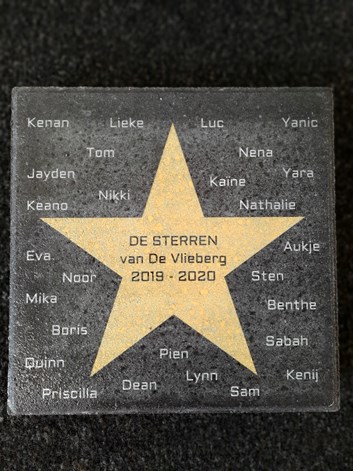 Kenan Lieke Luc Yanic
Tom Nena
Jayden Kaïne Yara
Keano Nikki Nathalie
DE STERREN
van De Vlieberg
2019 - 2020
Aukje
Eva
Noor Sten
Mika Benthe
Boris Sabah
Quinn Pien Kenij
Priscilla Dean Lynn Sam